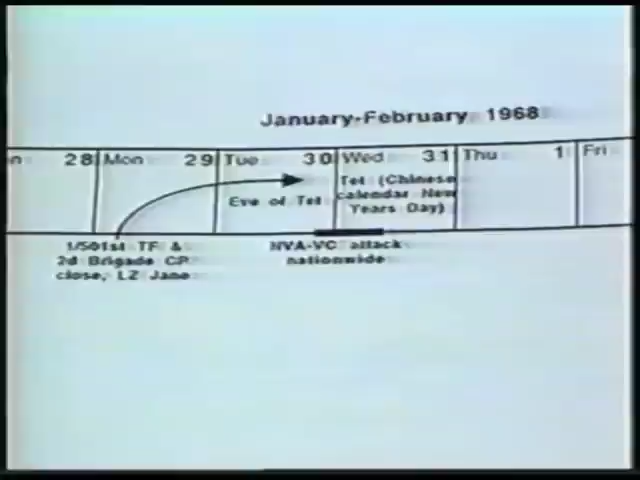 January-February 1968
n 28 Mon 29 Tue 30 Wed 31 Thu 1 Fri
Eve of Tet
Tet (Chinese
calendar New
Years Day)
1/501st TF &
2d Brigade CP
close, LZ Jane
NVA-VC attack
nationwide